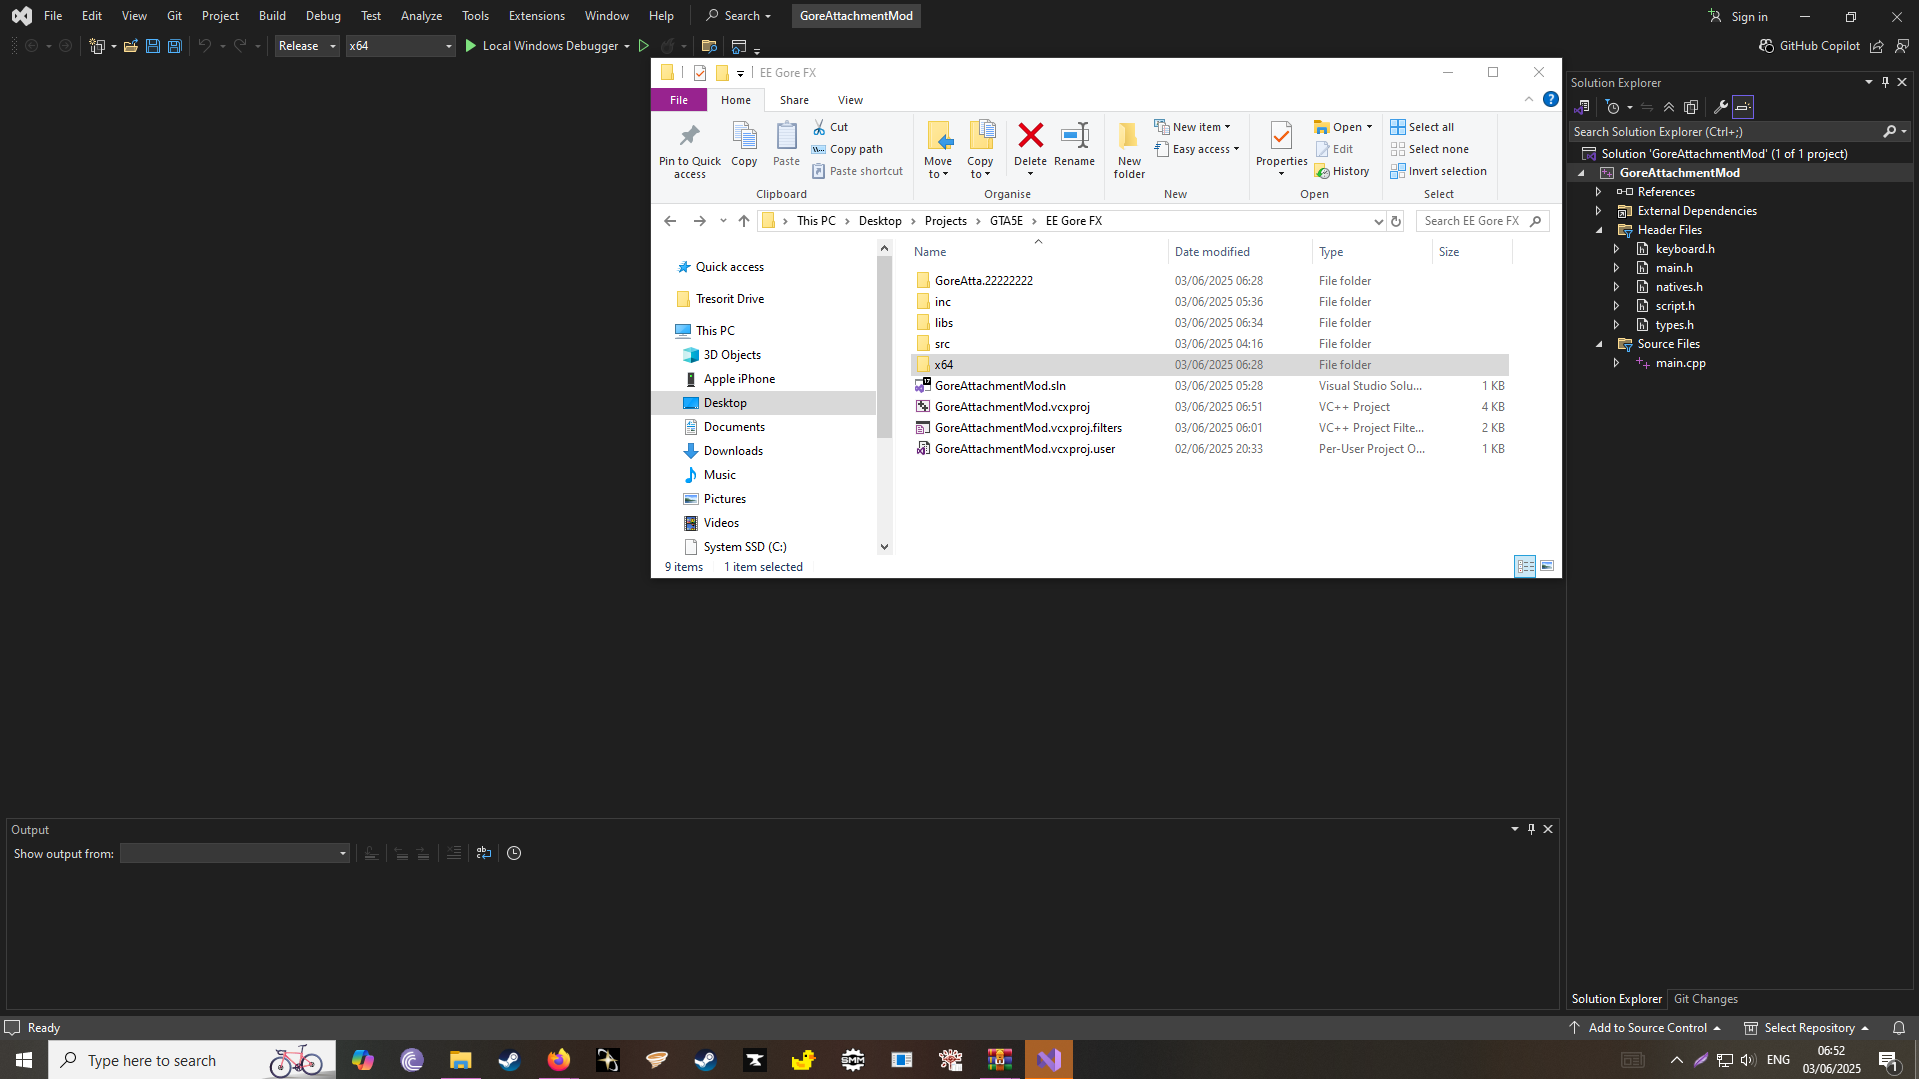 File Edit View Git Project Build Debug Test Analyze Tools Extensions Window Help Search GoreAttachmentMod Sign in
Release x64 Local Windows Debugger GitHub Copilot
EE Gore FX
File Home Share View
Pin to Quick access
Copy
Paste
Cut
Copy path
Paste shortcut
Clipboard
Move to
Copy to
Delete
Rename
Organise
New folder
New item
Easy access
New
Properties
Open
Edit
History
Open
Select all
Select none
Invert selection
Select
This PC Desktop Projects GTA5E EE Gore FX Search EE Gore FX
Quick access
Tresorit Drive
This PC
3D Objects
Apple iPhone
Desktop
Documents
Downloads
Music
Pictures
Videos
System SSD (C:)
Name Date modified Type Size
GoreAtta.22222222 03/06/2025 06:28 File folder
inc 03/06/2025 05:36 File folder
libs 03/06/2025 06:34 File folder
src 03/06/2025 04:16 File folder
x64 03/06/2025 06:28 File folder
GoreAttachmentMod.sln 03/06/2025 05:28 Visual Studio Solu... 1 KB
GoreAttachmentMod.vcxproj 03/06/2025 06:51 VC++ Project 4 KB
GoreAttachmentMod.vcxproj.filters 03/06/2025 06:01 VC++ Project Filte... 2 KB
GoreAttachmentMod.vcxproj.user 02/06/2025 20:33 Per-User Project O... 1 KB
9 items 1 item selected
Solution Explorer
Search Solution Explorer (Ctrl+;)
Solution 'GoreAttachmentMod' (1 of 1 project)
GoreAttachmentMod
References
External Dependencies
Header Files
keyboard.h
main.h
natives.h
script.h
types.h
Source Files
main.cpp
Solution Explorer Git Changes
Output
Show output from:
Ready Add to Source Control Select Repository
Type here to search
SMM
ENG
06:52
03/06/2025
1